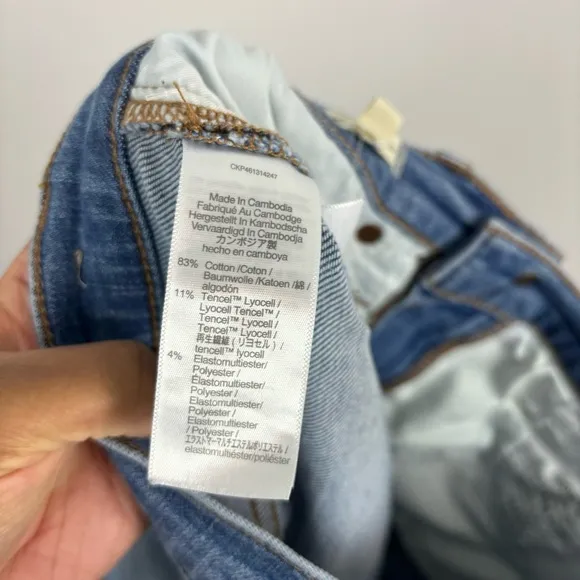 CKP461314247
Made In Cambodia
Fabriqué Au Cambodge
Hergestellt In Kambodscha
Vervaardigd In Cambodja
カンボジア製
hecho en camboya
83% Cotton /Coton /
Baumwolle /Katoen /綿 /
algodón
11% Tencel™ Lyocell /
Lyocell Tencel™ /
Tencel™ Lyocell /
Tencel™ Lyocell /
再生繊維 ( リヨセル ) /
tencell™ lyocell
4% Elastomultiester/
Polyester /
Élastomultiester/
Polyester /
Elastomultiester/
Polyester /
Elastomultiester/
Polyester /
エラストマーマルチエステル/ポリエステル /
elastomultiéster/poliéster